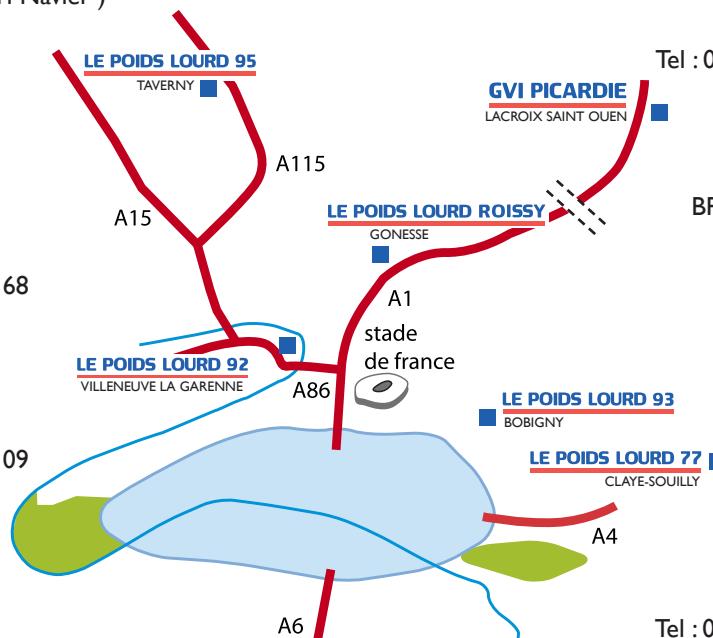 LE POIDS LOURD 95
Tel : 0
TAVERNY
GVI PICARDIE
LACROIX SAINT OUEN
A115
A15
LE POIDS LOURD ROISSY
GONESSE
68
A1
stade
de france
LE POIDS LOURD 92
VILLENEUVE LA GARENNE
A86
LE POIDS LOURD 93
BOBIGNY
09
LE POIDS LOURD 77
CLAYE-SOUILLY
A4
A6
Tel : 0